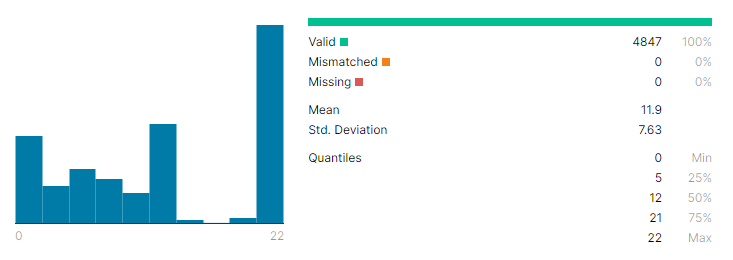 Valid 4847 100%
Mismatched 0 0%
Missing 0 0%
Mean 11.9
Std. Deviation 7.63
Quantiles 0 Min
5 25%
12 50%
21 75%
22 Max
0 22